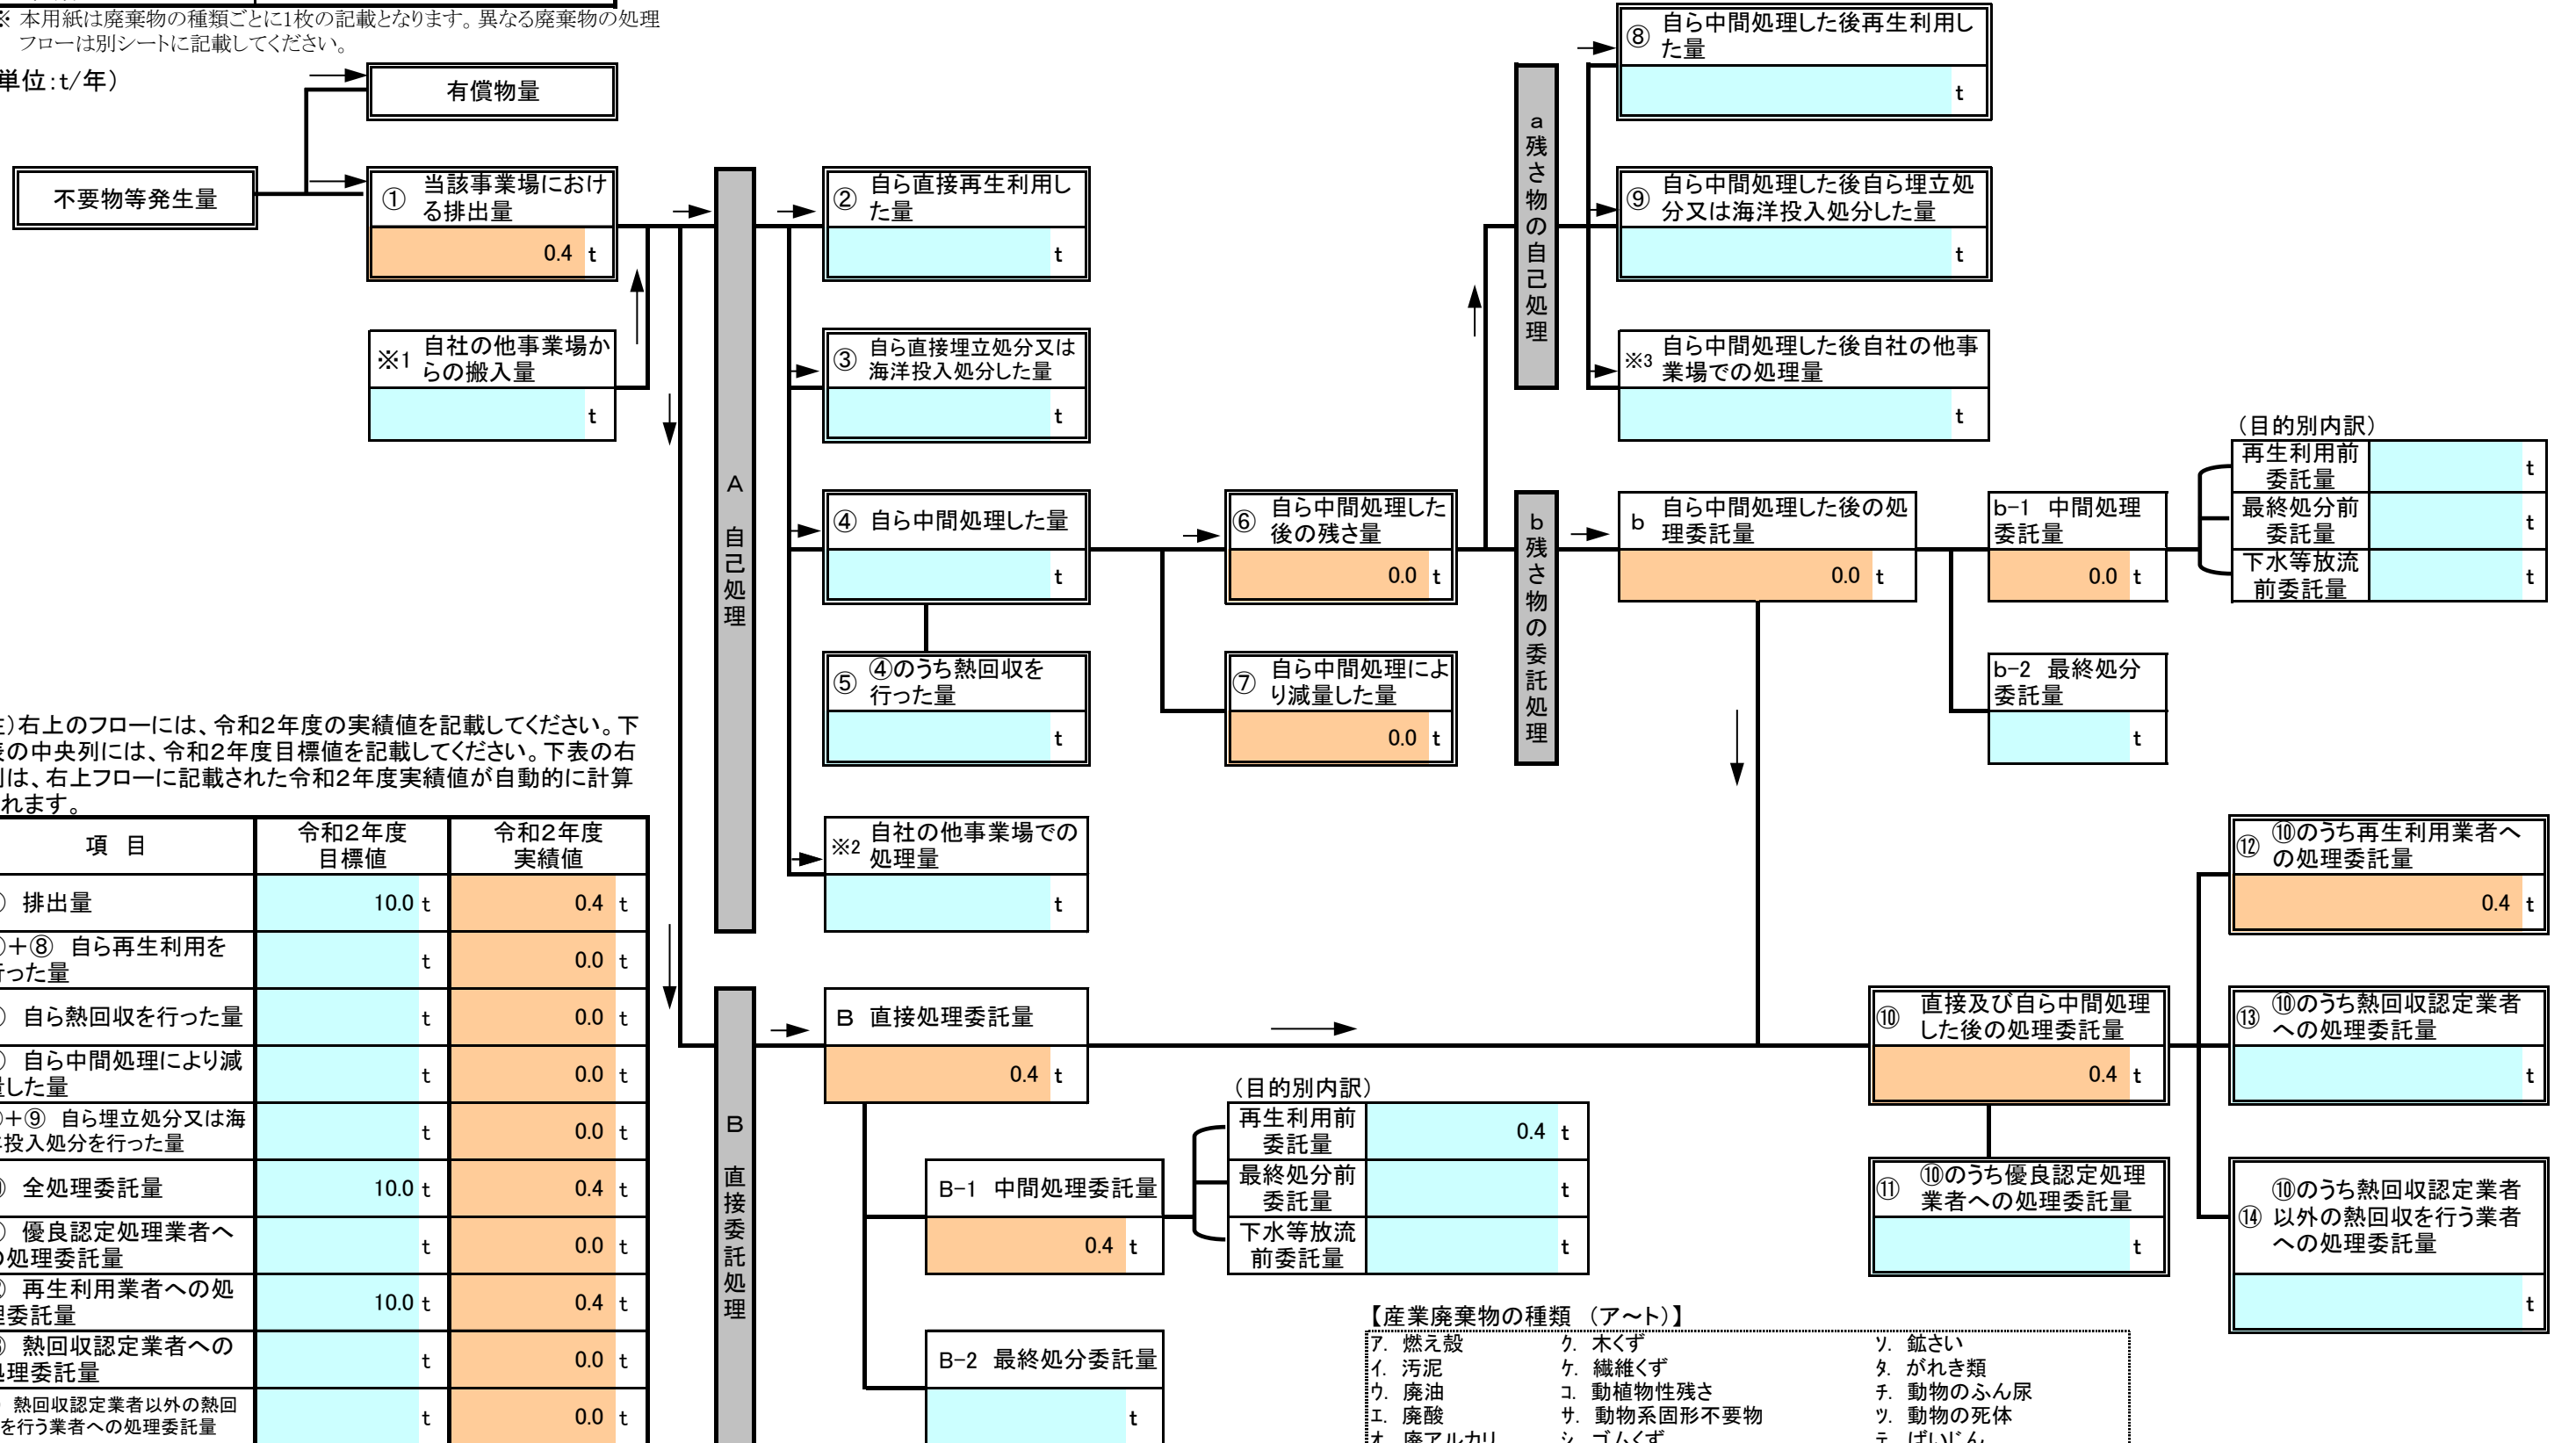 ※ 本用紙は廃棄物の種類ごとに1枚の記載となります。異なる廃棄物の処理
フローは別シートに記載してください。
単位:t/年)
有償物量
不要物等発生量
① 当該事業場におけ
る排出量
0.4 t
※1 自社の他事業場か
らの搬入量
t
A 自己処理
② 自ら直接再生利用し
た量
t
③ 自ら直接埋立処分又は
海洋投入処分した量
t
④ 自ら中間処理した量
t
⑤ ④のうち熱回収を
行った量
t
※2 自社の他事業場での
処理量
t
⑥ 自ら中間処理した
後の残さ量
0.0 t
⑦ 自ら中間処理によ
り減量した量
0.0 t
a残さ物の自己処理
⑧ 自ら中間処理した後再生利用し
た量
t
⑨ 自ら中間処理した後自ら埋立処
分又は海洋投入処分した量
t
※3 自ら中間処理した後自社の他事
業場での処理量
t
b残さ物の委託処理
b 自ら中間処理した後の処
理委託量
0.0 t
b-1 中間処理
委託量
0.0 t
b-2 最終処分
委託量
t
(目的別内訳)
再生利用前
委託量
t
最終処分前
委託量
t
下水等放流
前委託量
t
)右上のフローには、令和2年度の実績値を記載してください。下
の中央列には、令和2年度目標値を記載してください。下表の右
は、右上フローに記載された令和2年度実績値が自動的に計算
れます。
項 目
令和2年度
目標値
令和2年度
実績値
排出量
10.0 t 0.4 t
+⑧ 自ら再生利用を
った量
t 0.0 t
自ら熱回収を行った量
t 0.0 t
自ら中間処理により減
した量
t 0.0 t
+⑨ 自ら埋立処分又は海
投入処分を行った量
t 0.0 t
全処理委託量
10.0 t 0.4 t
優良認定処理業者へ
処理委託量
t 0.0 t
再生利用業者への処
委託量
10.0 t 0.4 t
熱回収認定業者への
理委託量
t 0.0 t
熱回収認定業者以外の熱回
を行う業者への処理委託量
t 0.0 t
B 直接委託処理
B 直接処理委託量
0.4 t
B-1 中間処理委託量
0.4 t
B-2 最終処分委託量
t
(目的別内訳)
再生利用前
委託量
0.4 t
最終処分前
委託量
t
下水等放流
前委託量
t
⑩ 直接及び自ら中間処理
した後の処理委託量
0.4 t
⑪ ⑩のうち優良認定処理
業者への処理委託量
t
⑫ ⑩のうち再生利用業者へ
の処理委託量
0.4 t
⑬ ⑩のうち熱回収認定業者
への処理委託量
t
⑩のうち熱回収認定業者
⑭ 以外の熱回収を行う業者
への処理委託量
t
【産業廃棄物の種類 (ア~ト)】
ア. 燃え殻 ク. 木くず ソ. 鉱さい
イ. 汚泥 ケ. 繊維くず タ. がれき類
ウ. 廃油 コ. 動植物性残さ チ. 動物のふん尿
エ. 廃酸 サ. 動物系固形不要物 ツ. 動物の死体
オ. 廃アルカリ シ. ゴムくず テ. ばいじん